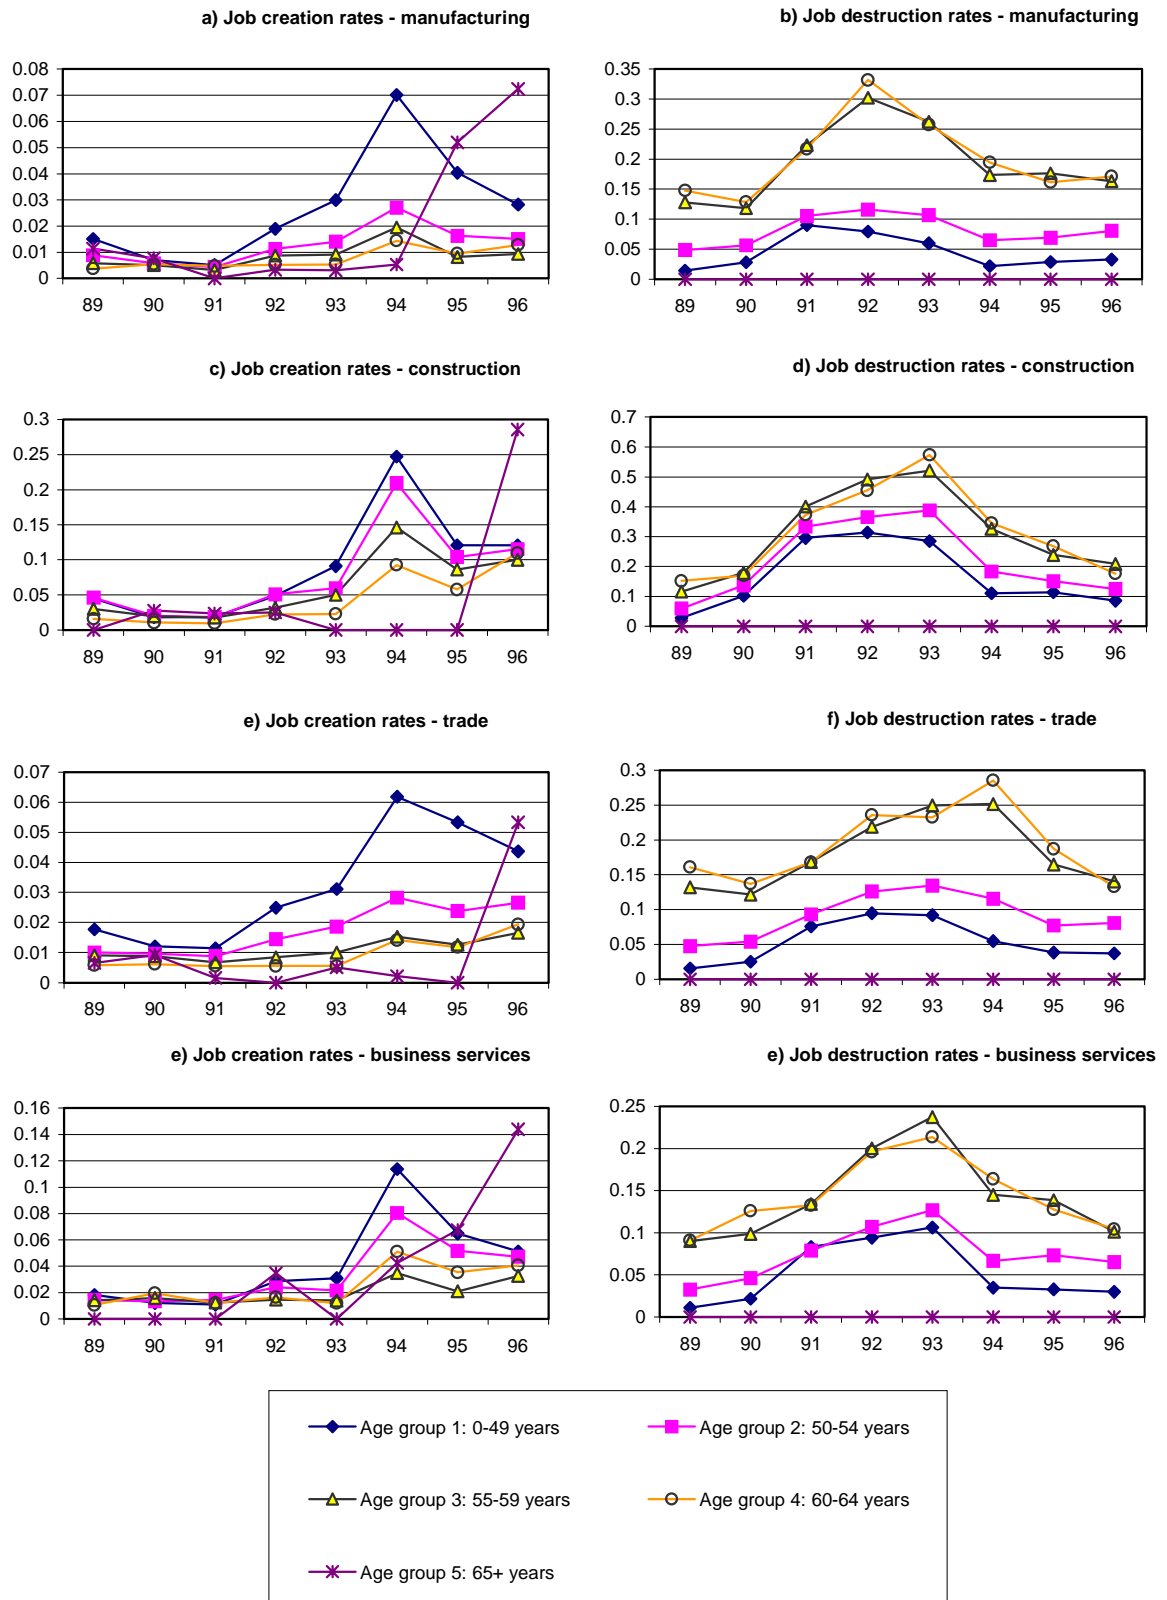 a) Job creation rates - manufacturing
0.08
0.07
0.06
0.05
0.04
0.03
0.02
0.01
0
89 90 91 92 93 94 95 96
b) Job destruction rates - manufacturing
0.35
0.3
0.25
0.2
0.15
0.1
0.05
0
89 90 91 92 93 94 95 96
c) Job creation rates - construction
0.3
0.25
0.2
0.15
0.1
0.05
0
89 90 91 92 93 94 95 96
d) Job destruction rates - construction
0.7
0.6
0.5
0.4
0.3
0.2
0.1
0
89 90 91 92 93 94 95 96
e) Job creation rates - trade
0.07
0.06
0.05
0.04
0.03
0.02
0.01
0
89 90 91 92 93 94 95 96
f) Job destruction rates - trade
0.3
0.25
0.2
0.15
0.1
0.05
0
89 90 91 92 93 94 95 96
e) Job creation rates - business services
0.16
0.14
0.12
0.1
0.08
0.06
0.04
0.02
0
89 90 91 92 93 94 95 96
e) Job destruction rates - business services
0.25
0.2
0.15
0.1
0.05
0
89 90 91 92 93 94 95 96
Age group 1: 0-49 years
Age group 2: 50-54 years
Age group 3: 55-59 years
Age group 4: 60-64 years
Age group 5: 65+ years